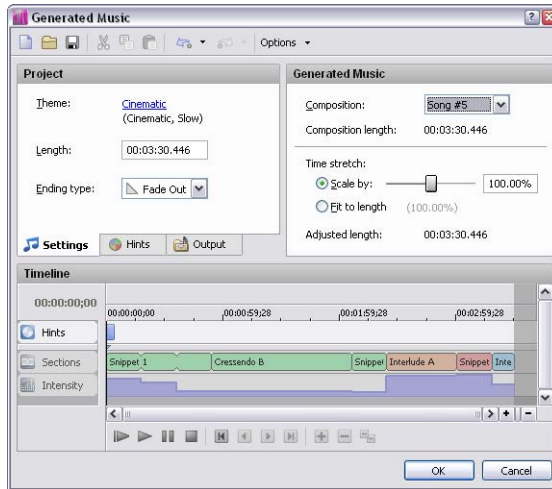 Generated Music
Options
Project
Theme: Cinematic
(Cinematic, Slow)
Length: 00:03:30.446
Ending type: Fade Out
Settings Hints Output
Generated Music
Composition: Song #5
Composition length: 00:03:30.446
Time stretch:
Scale by: 100.00%
Fit to length (100.00%)
Adjusted length: 00:03:30.446
Timeline
00:00:00;00
00:00:00;00 00:00:59;28 00:01:59;28 00:02:59;28
Hints
Sections Snippet 1 Cressendo B Snippet Interlude A Snippet Inte
Intensity
OK Cancel